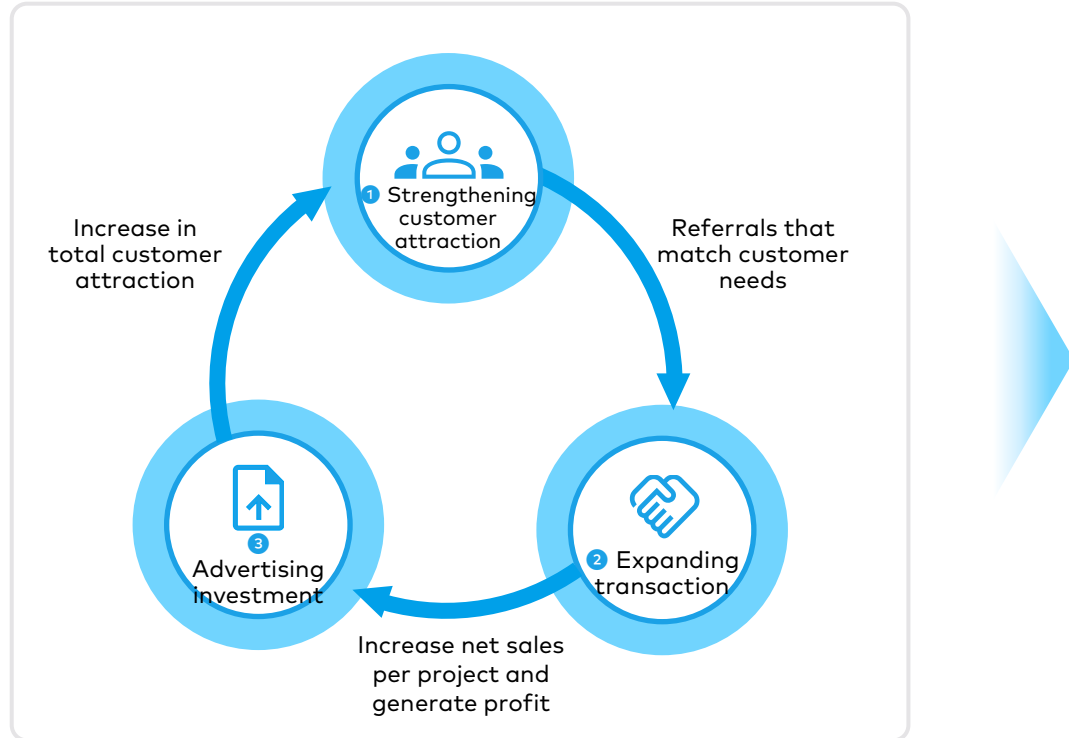 1 Strengthening
customer
attraction
Referrals that
match customer
needs
2 Expanding
transaction
Increase net sales
per project and
generate profit
3
Advertising
investment
Increase in
total customer
attraction